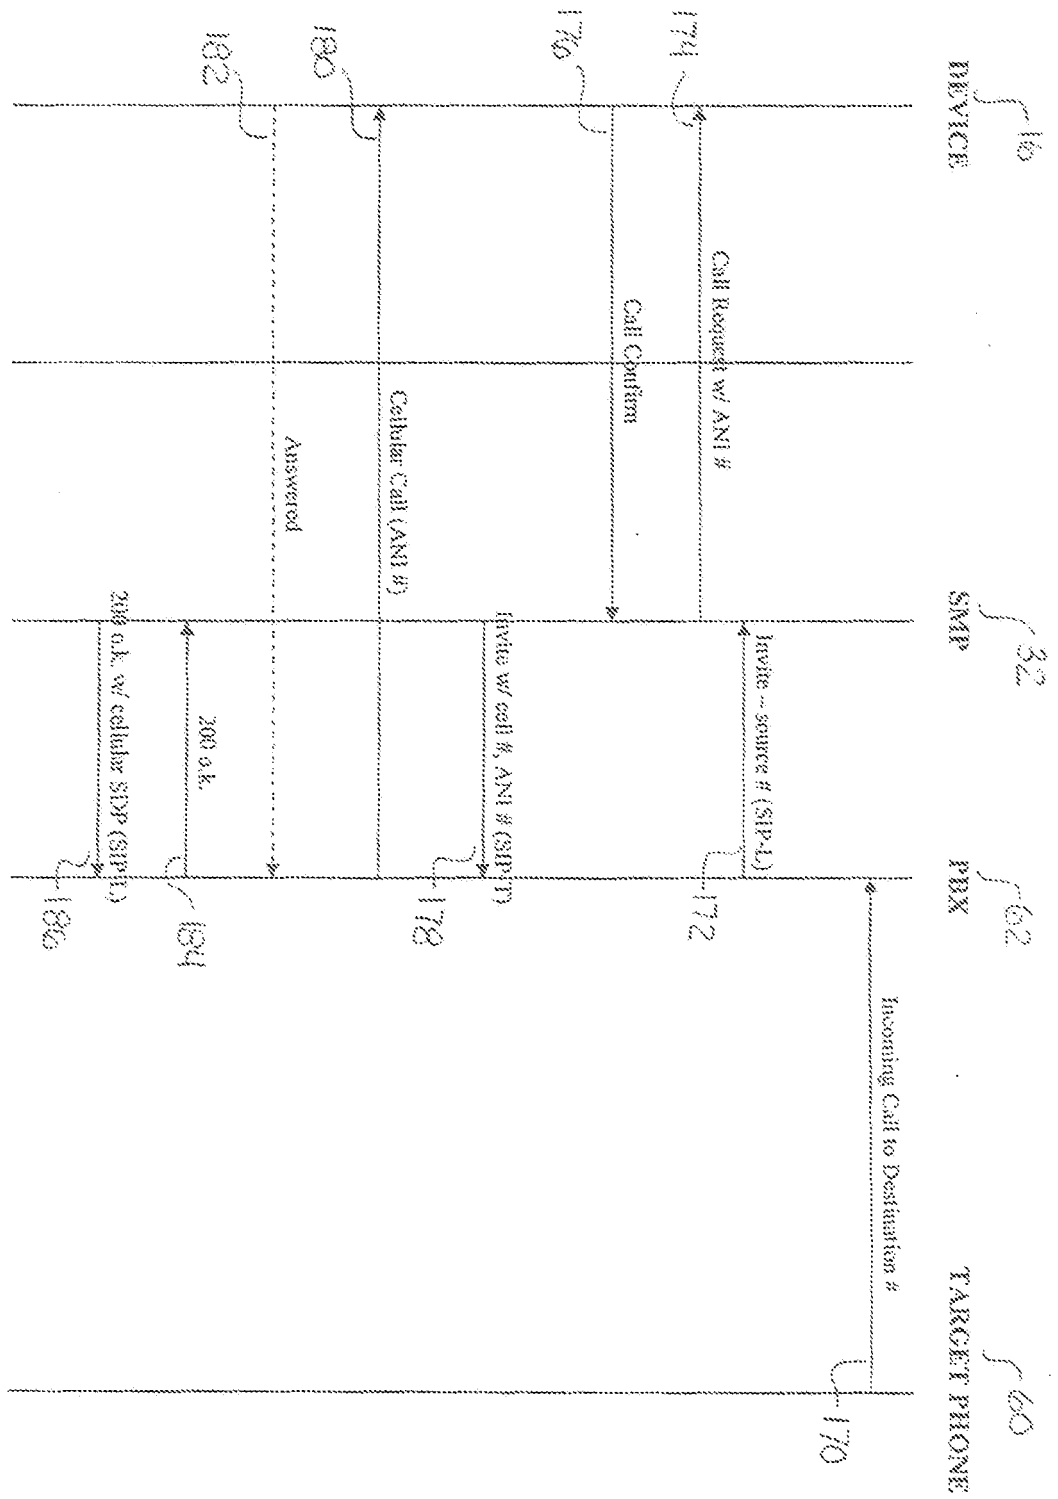 16
32
62
60
DEVICE
SMP
PBX
TARGET PHONE
Incoming Call to Destination #
170
Invite - source # (SIP-L)
172
174
Call Request w/ ANI #
176
Call Confirm
Invite w/ cell #, ANI # (SIP-T)
178
180
Cellular Call (ANI #)
182
Answered
200 o.k.
184
200 o.k. w/ cellular SDP (SIP-L)
186